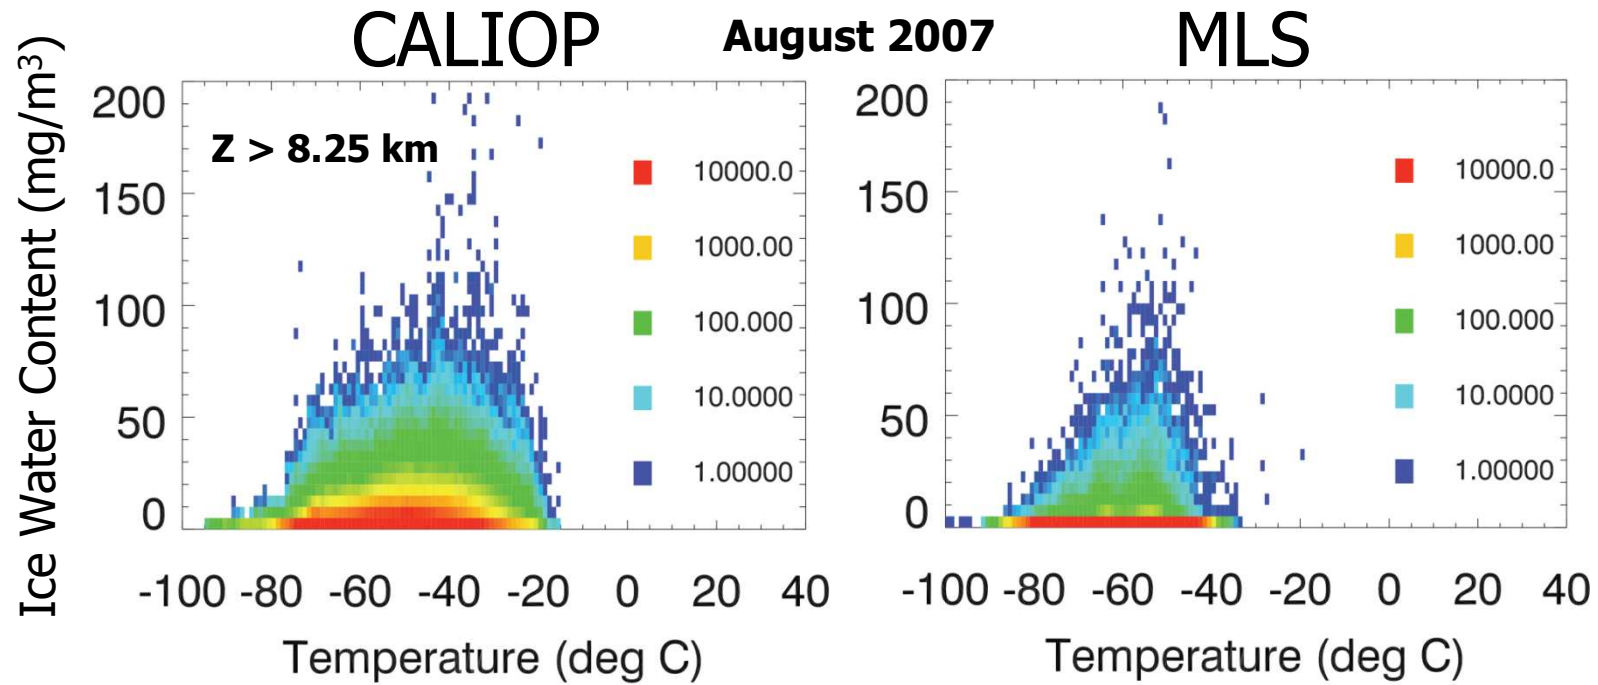 CALIOP
August 2007
MLS
Ice Water Content (mg/m³)
Z > 8.25 km
200
150
100
50
0
10000.0
1000.00
100.000
10.0000
1.00000
-100 -80 -60 -40 -20 0 20 40
Temperature (deg C)
200
150
100
50
0
10000.0
1000.00
100.000
10.0000
1.00000
-100 -80 -60 -40 -20 0 20 40
Temperature (deg C)